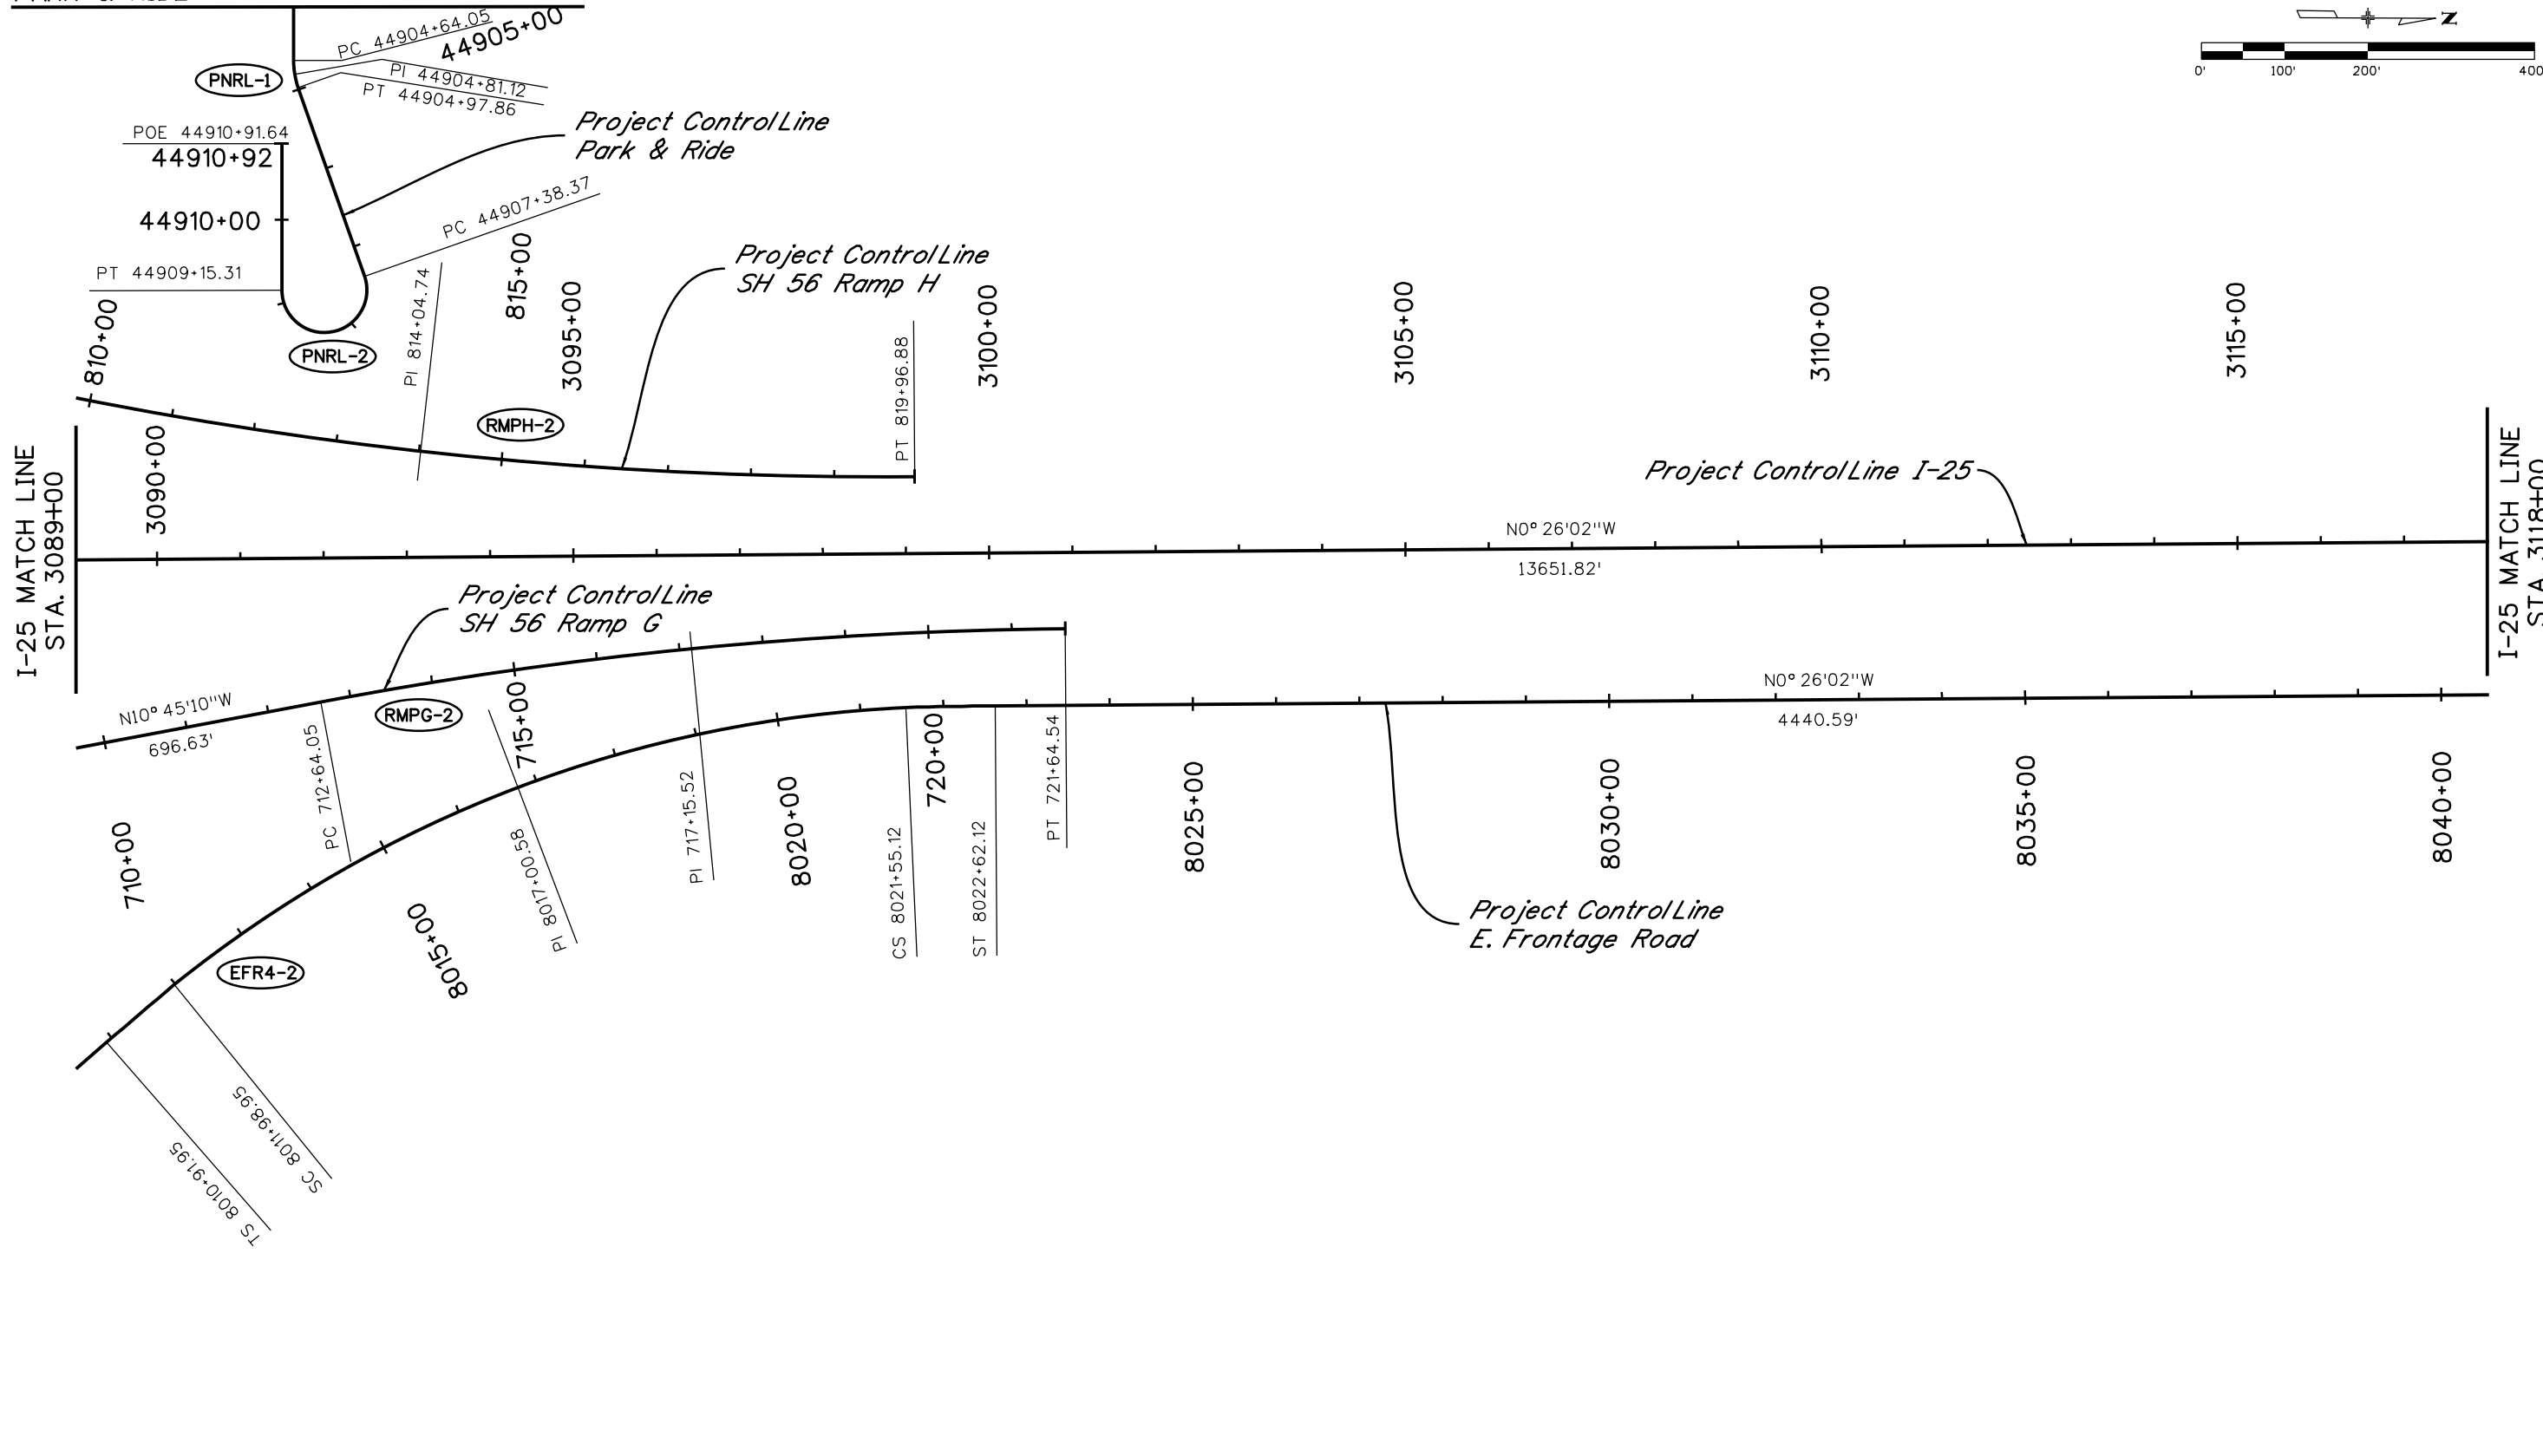 PC 44904+64.05
44905+00
PI 44904+81.12
PT 44904+97.86
PNRL-1
Project Control Line
Park & Ride
POE 44910+91.64
44910+92
44910+00
PC 44907+38.37
PT 44909+15.31
PNRL-2
N
0'
100'
200'
400
810+00
PI 814+04.74
815+00
3095+00
Project Control Line
SH 56 Ramp H
PT 819+96.88
3100+00
3105+00
3110+00
3115+00
RMPH-2
3090+00
I-25 MATCH LINE
STA. 3089+00
Project Control Line I-25
N0° 26'02"W
13651.82'
I-25 MATCH LINE
STA. 3118+00
Project Control Line
SH 56 Ramp G
N10° 45'10"W
696.63'
RMPG-2
N0° 26'02"W
4440.59'
710+00
PC 712+64.05
715+00
PI 8017+00.58
PI 717+15.52
8020+00
CS 8021+55.12
720+00
ST 8022+62.12
PT 721+64.54
8025+00
8030+00
8035+00
8040+00
8015+00
EFR4-2
Project Control Line
E. Frontage Road
SC 8011+98.95
TS 8010+91.95